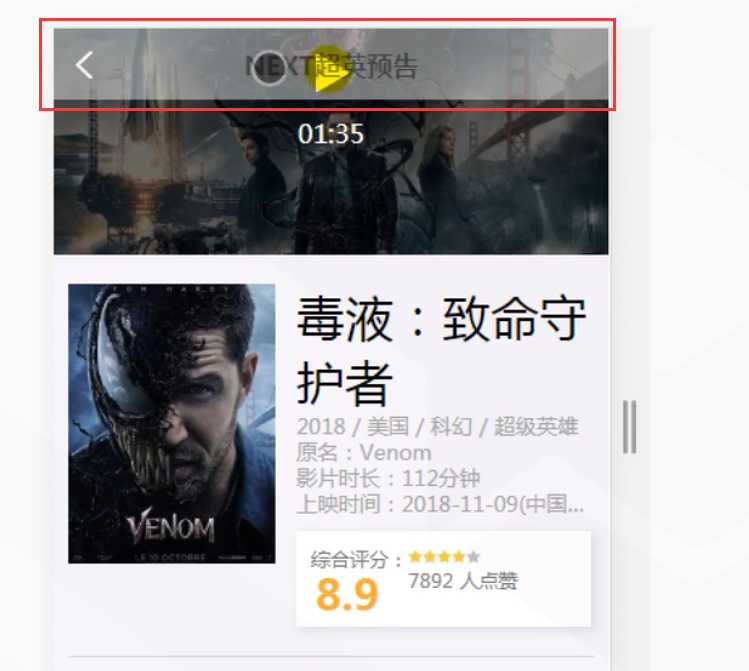 NEXT超英预告
01:35
TOM HARDY
毒液：致命守
护者
2018 / 美国 / 科幻 / 超级英雄
原名：Venom
影片时长：112分钟
上映时间：2018-11-09(中国...
VENOM
LE 10 OCTOBRE
综合评分：
7892 人点赞
8.9